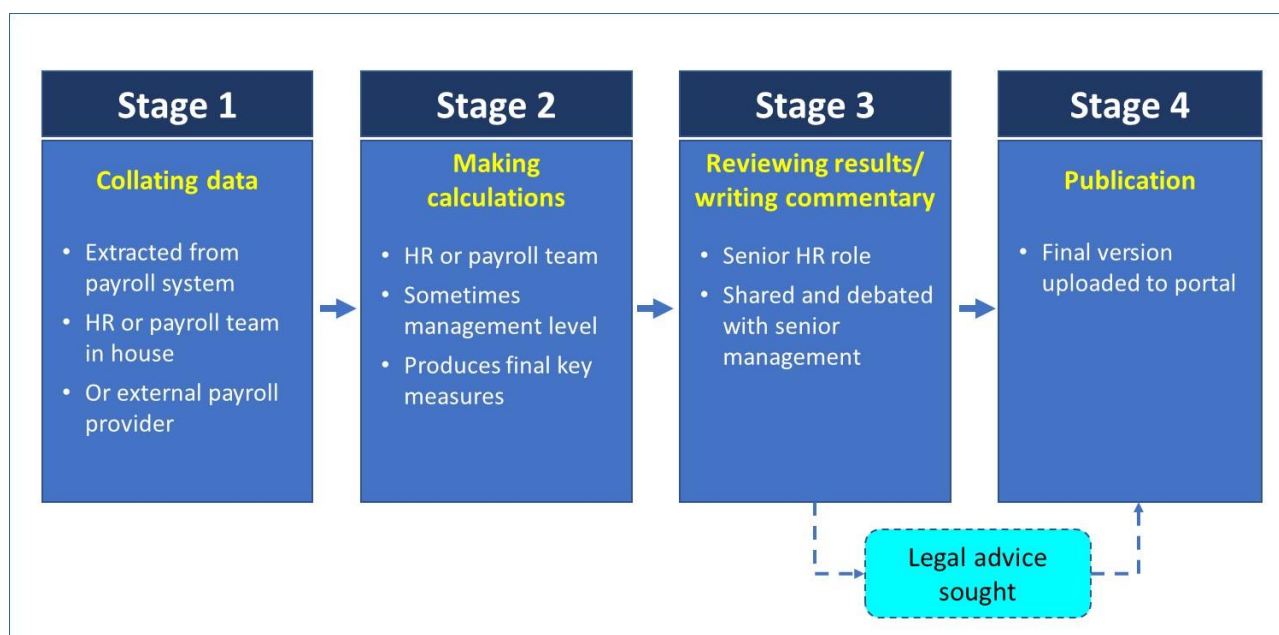 Stage 1
Collating data
• Extracted from
payroll system
• HR or payroll team
in house
• Or external payroll
provider
Stage 2
Making
calculations
• HR or payroll team
• Sometimes
management level
• Produces final key
measures
Stage 3
Reviewing results/
writing commentary
• Senior HR role
• Shared and debated
with senior
management
Stage 4
Publication
• Final version
uploaded to portal
Legal advice
sought